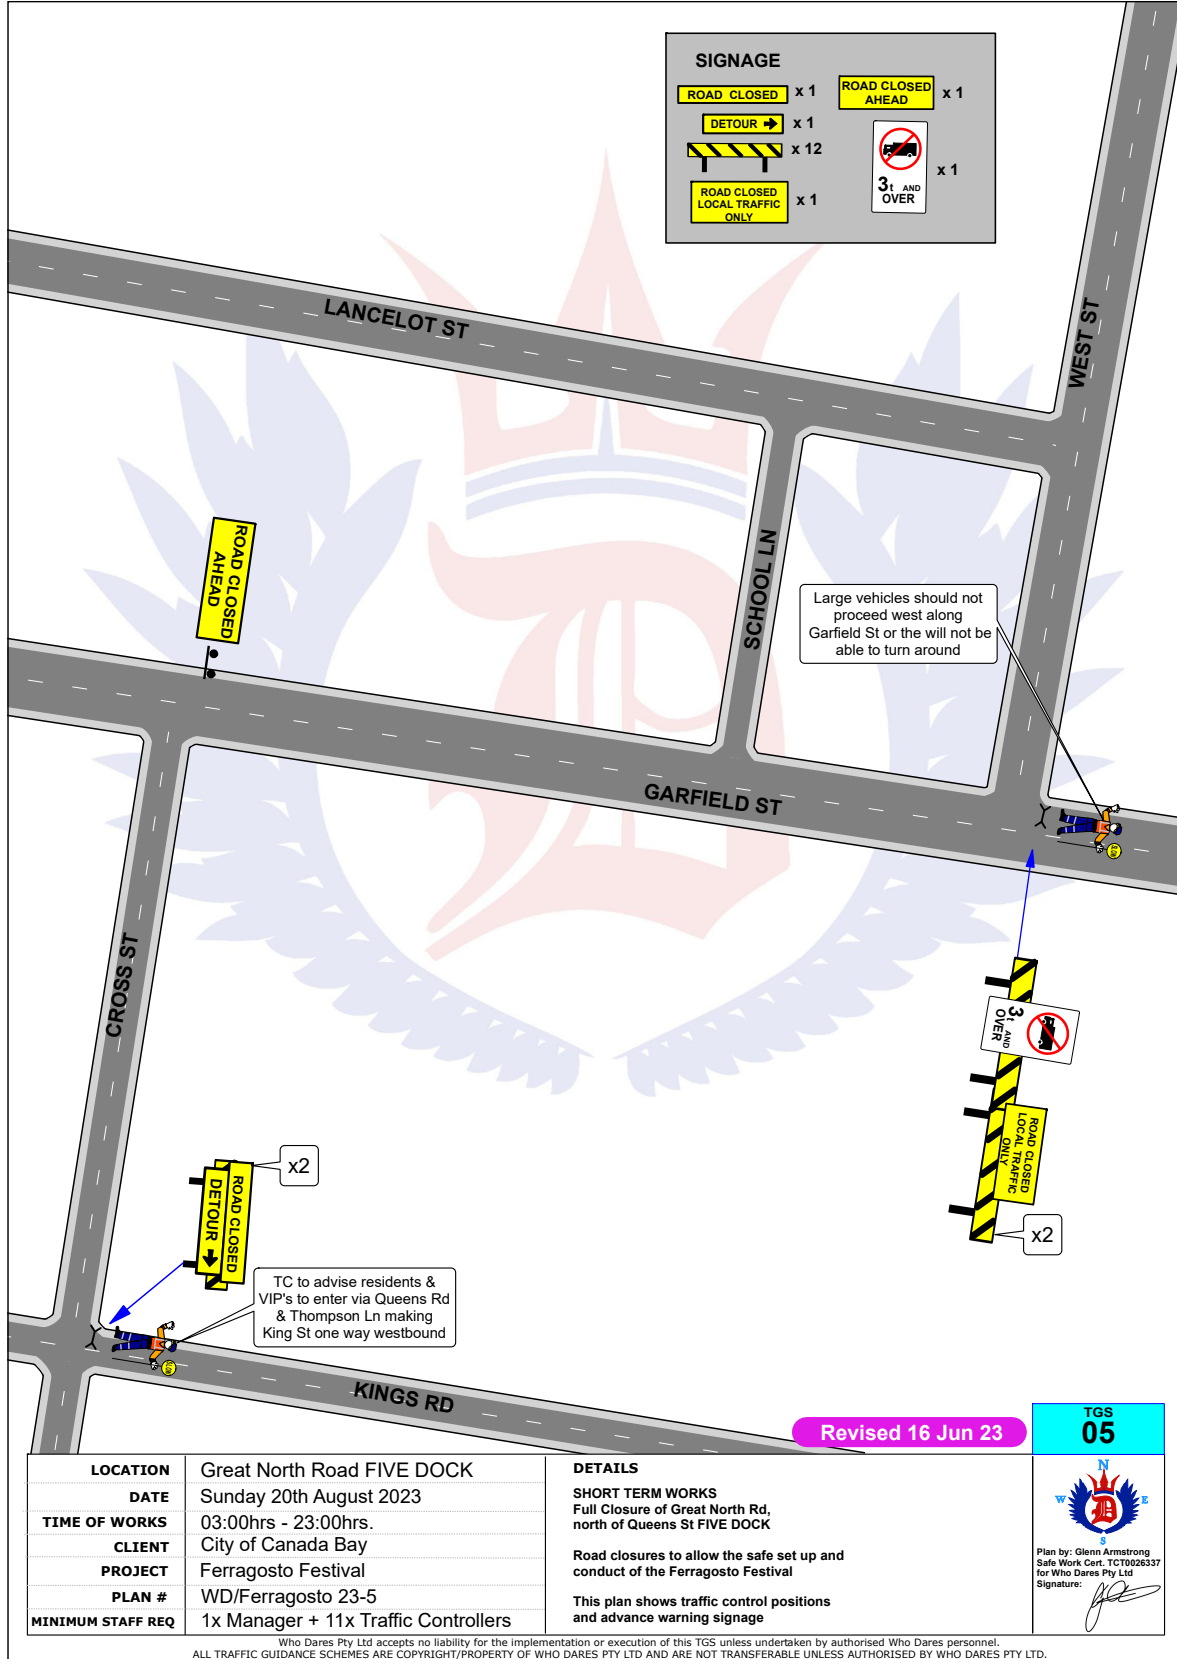 SIGNAGE
ROAD CLOSED x 1
ROAD CLOSED
AHEAD
x 1
DETOUR x 1
x 12
3t AND
OVER
x 1
ROAD CLOSED
LOCAL TRAFFIC
ONLY
x 1
LANCELOT ST
WEST ST
SCHOOL LN
ROAD CLOSED
AHEAD
Large vehicles should not
proceed west along
Garfield St or the will not be
able to turn around
GARFIELD ST
SLOW
CROSS ST
3t AND
OVER
ROAD CLOSED
LOCAL TRAFFIC
ONLY
x2
x2
ROAD CLOSED
DETOUR
TC to advise residents &
VIP's to enter via Queens Rd
& Thompson Ln making
King St one way westbound
SLOW
KINGS RD
Revised 16 Jun 23
TGS
05
LOCATION Great North Road FIVE DOCK
DATE Sunday 20th August 2023
TIME OF WORKS 03:00hrs - 23:00hrs.
CLIENT City of Canada Bay
PROJECT Ferragosto Festival
PLAN # WD/Ferragosto 23-5
MINIMUM STAFF REQ 1x Manager + 11x Traffic Controllers
DETAILS
SHORT TERM WORKS
Full Closure of Great North Rd,
north of Queens St FIVE DOCK
Road closures to allow the safe set up and
conduct of the Ferragosto Festival
This plan shows traffic control positions
and advance warning signage
N
W E
S
Plan by: Glenn Armstrong
Safe Work Cert. TCT0026337
for Who Dares Pty Ltd
Signature:
Who Dares Pty Ltd accepts no liability for the implementation or execution of this TGS unless undertaken by authorised Who Dares personnel.
ALL TRAFFIC GUIDANCE SCHEMES ARE COPYRIGHT/PROPERTY OF WHO DARES PTY LTD AND ARE NOT TRANSFERABLE UNLESS AUTHORISED BY WHO DARES PTY LTD.